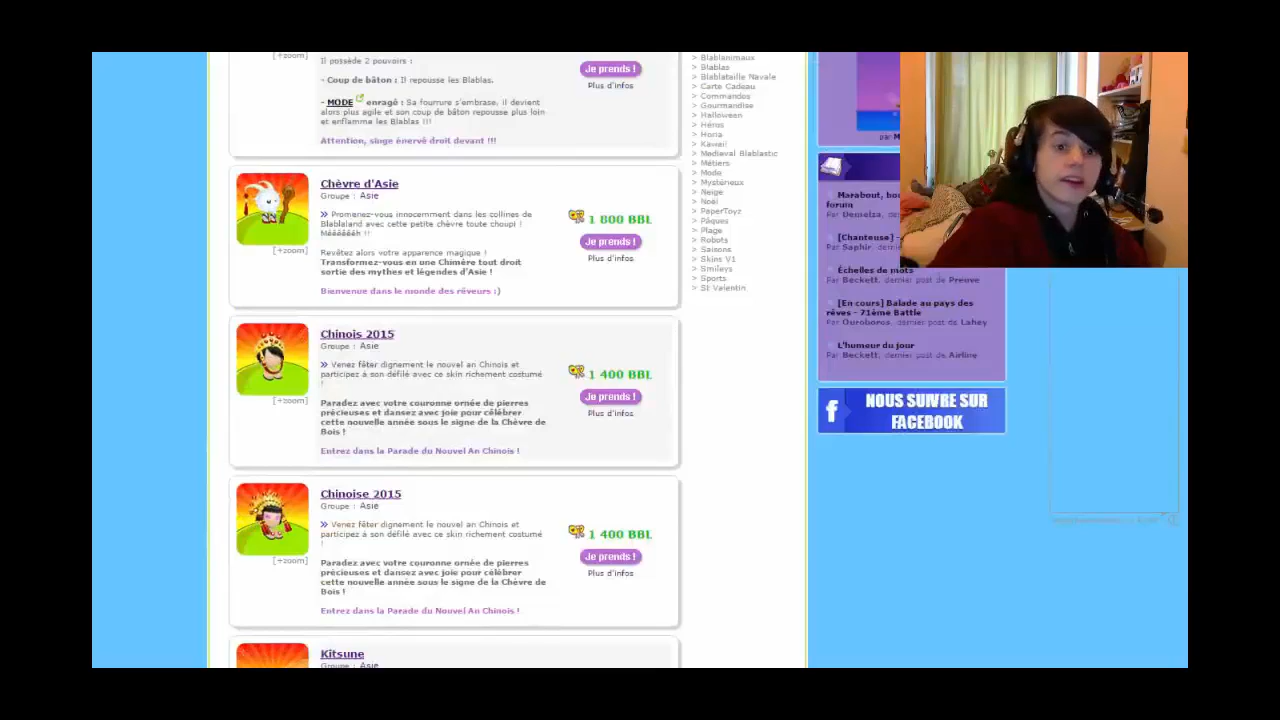 [+zoom]
Il possède 2 pouvoirs :
- Coup de bâton : Il repousse les Blablas.
- MODE enragé : Sa fourrure s'embrase, il devient
alors plus agile et son coup de bâton repousse plus loin
et enflamme les Blablas !!!
Attention, singe énervé droit devant !!!
Je prends !
Plus d'infos
Chèvre d'Asie
Groupe : Asie
» Promenez-vous innocemment dans les collines de
Blablaland avec cette petite chèvre toute choupi !
Mééééééh !!
Revêtez alors votre apparence magique !
Transformez-vous en une Chimère tout droit
sortie des mythes et légendes d'Asie !
Bienvenue dans le monde des rêveurs :)
[+zoom]
1 800 BBL
Je prends !
Plus d'infos
Chinois 2015
Groupe : Asie
» Venez fêter dignement le nouvel an Chinois et
participez à son défilé avec ce skin richement costumé
!
Paradez avec votre couronne ornée de pierres
précieuses et dansez avec joie pour célébrer
cette nouvelle année sous le signe de la Chèvre de
Bois !
Entrez dans la Parade du Nouvel An Chinois !
[+zoom]
1 400 BBL
Je prends !
Plus d'infos
Chinoise 2015
Groupe : Asie
» Venez fêter dignement le nouvel an Chinois et
participez à son défilé avec ce skin richement costumé
!
Paradez avec votre couronne ornée de pierres
précieuses et dansez avec joie pour célébrer
cette nouvelle année sous le signe de la Chèvre de
Bois !
Entrez dans la Parade du Nouvel An Chinois !
[+zoom]
1 400 BBL
Je prends !
Plus d'infos
Kitsune
Groupe : Asie
> Blablanimaux
> Blablas
> Blablataille Navale
> Carte Cadeau
> Commandos
> Gourmandise
> Halloween
> Héros
> Horia
> Kawaii
> Medieval Blablastic
> Métiers
> Mode
> Mystérieux
> Neige
> Noël
> PaperToyz
> Pâques
> Plage
> Robots
> Saisons
> Skins V1
> Smileys
> Sports
> St Valentin
par M
Marabout, bou
forum
Par Demelza,
[Chanteuse] -
Par Saphir, derni
Échelles de mots
Par Beckett, dernier post de Preuve
[En cours] Balade au pays des
rêves - 71ème Battle
Par Ouroboros, dernier post de Lahey
L'humeur du jour
Par Beckett, dernier post de Airline
NOUS SUIVRE SUR
FACEBOOK